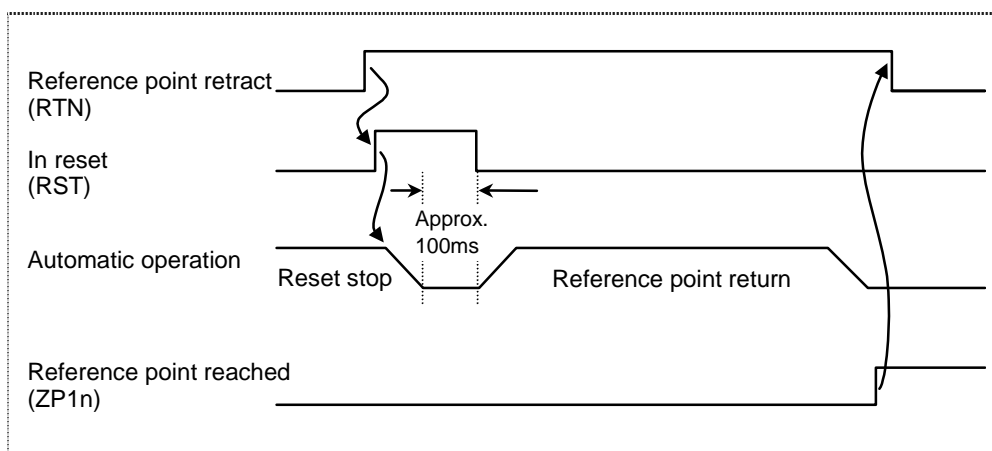 Reference point retract
(RTN)
In reset
(RST)
Approx.
100ms
Automatic operation
Reset stop
Reference point return
Reference point reached
(ZP1n)